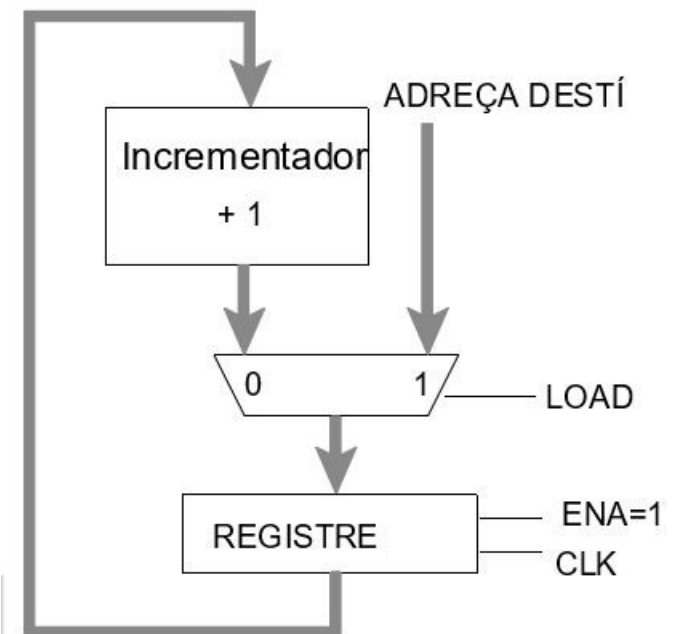 ADREÇA DESTÍ
Incrementador
+ 1
0
1
LOAD
REGISTRE
ENA=1
CLK